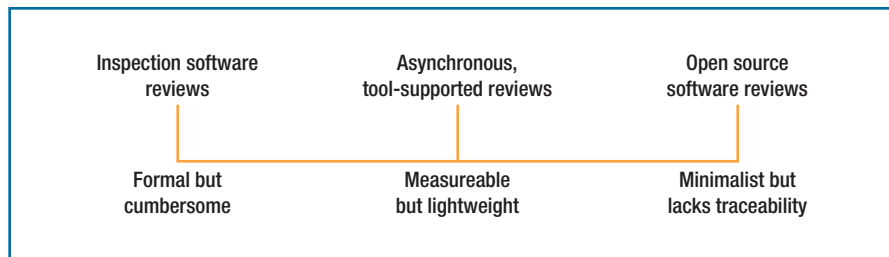 Inspection software
reviews
Asynchronous,
tool-supported reviews
Open source
software reviews
Formal but
cumbersome
Measureable
but lightweight
Minimalist but
lacks traceability